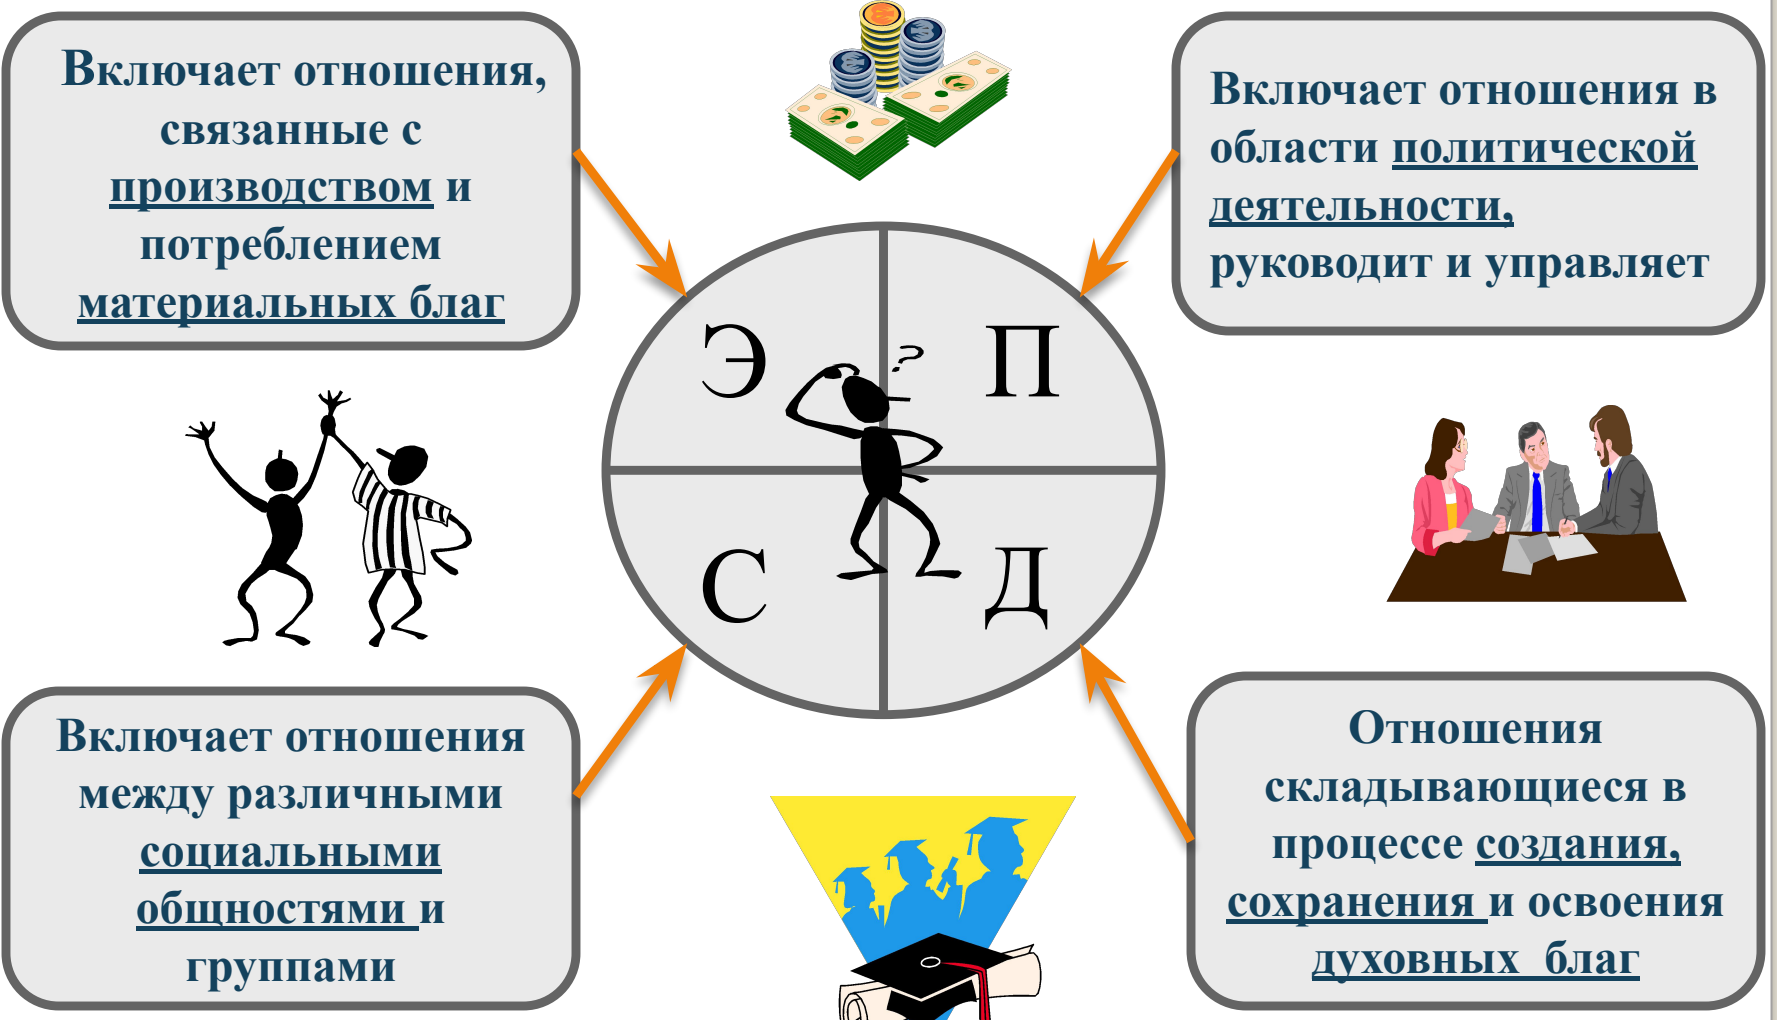 Включает отношения,
связанные с
производством и
потреблением
материальных благ
Включает отношения в
области политической
деятельности,
руководит и управляет
Э
П
?
С
Д
Включает отношения
между различными
социальными
общностями и
группами
Отношения
складывающиеся в
процессе создания,
сохранения и освоения
духовных благ